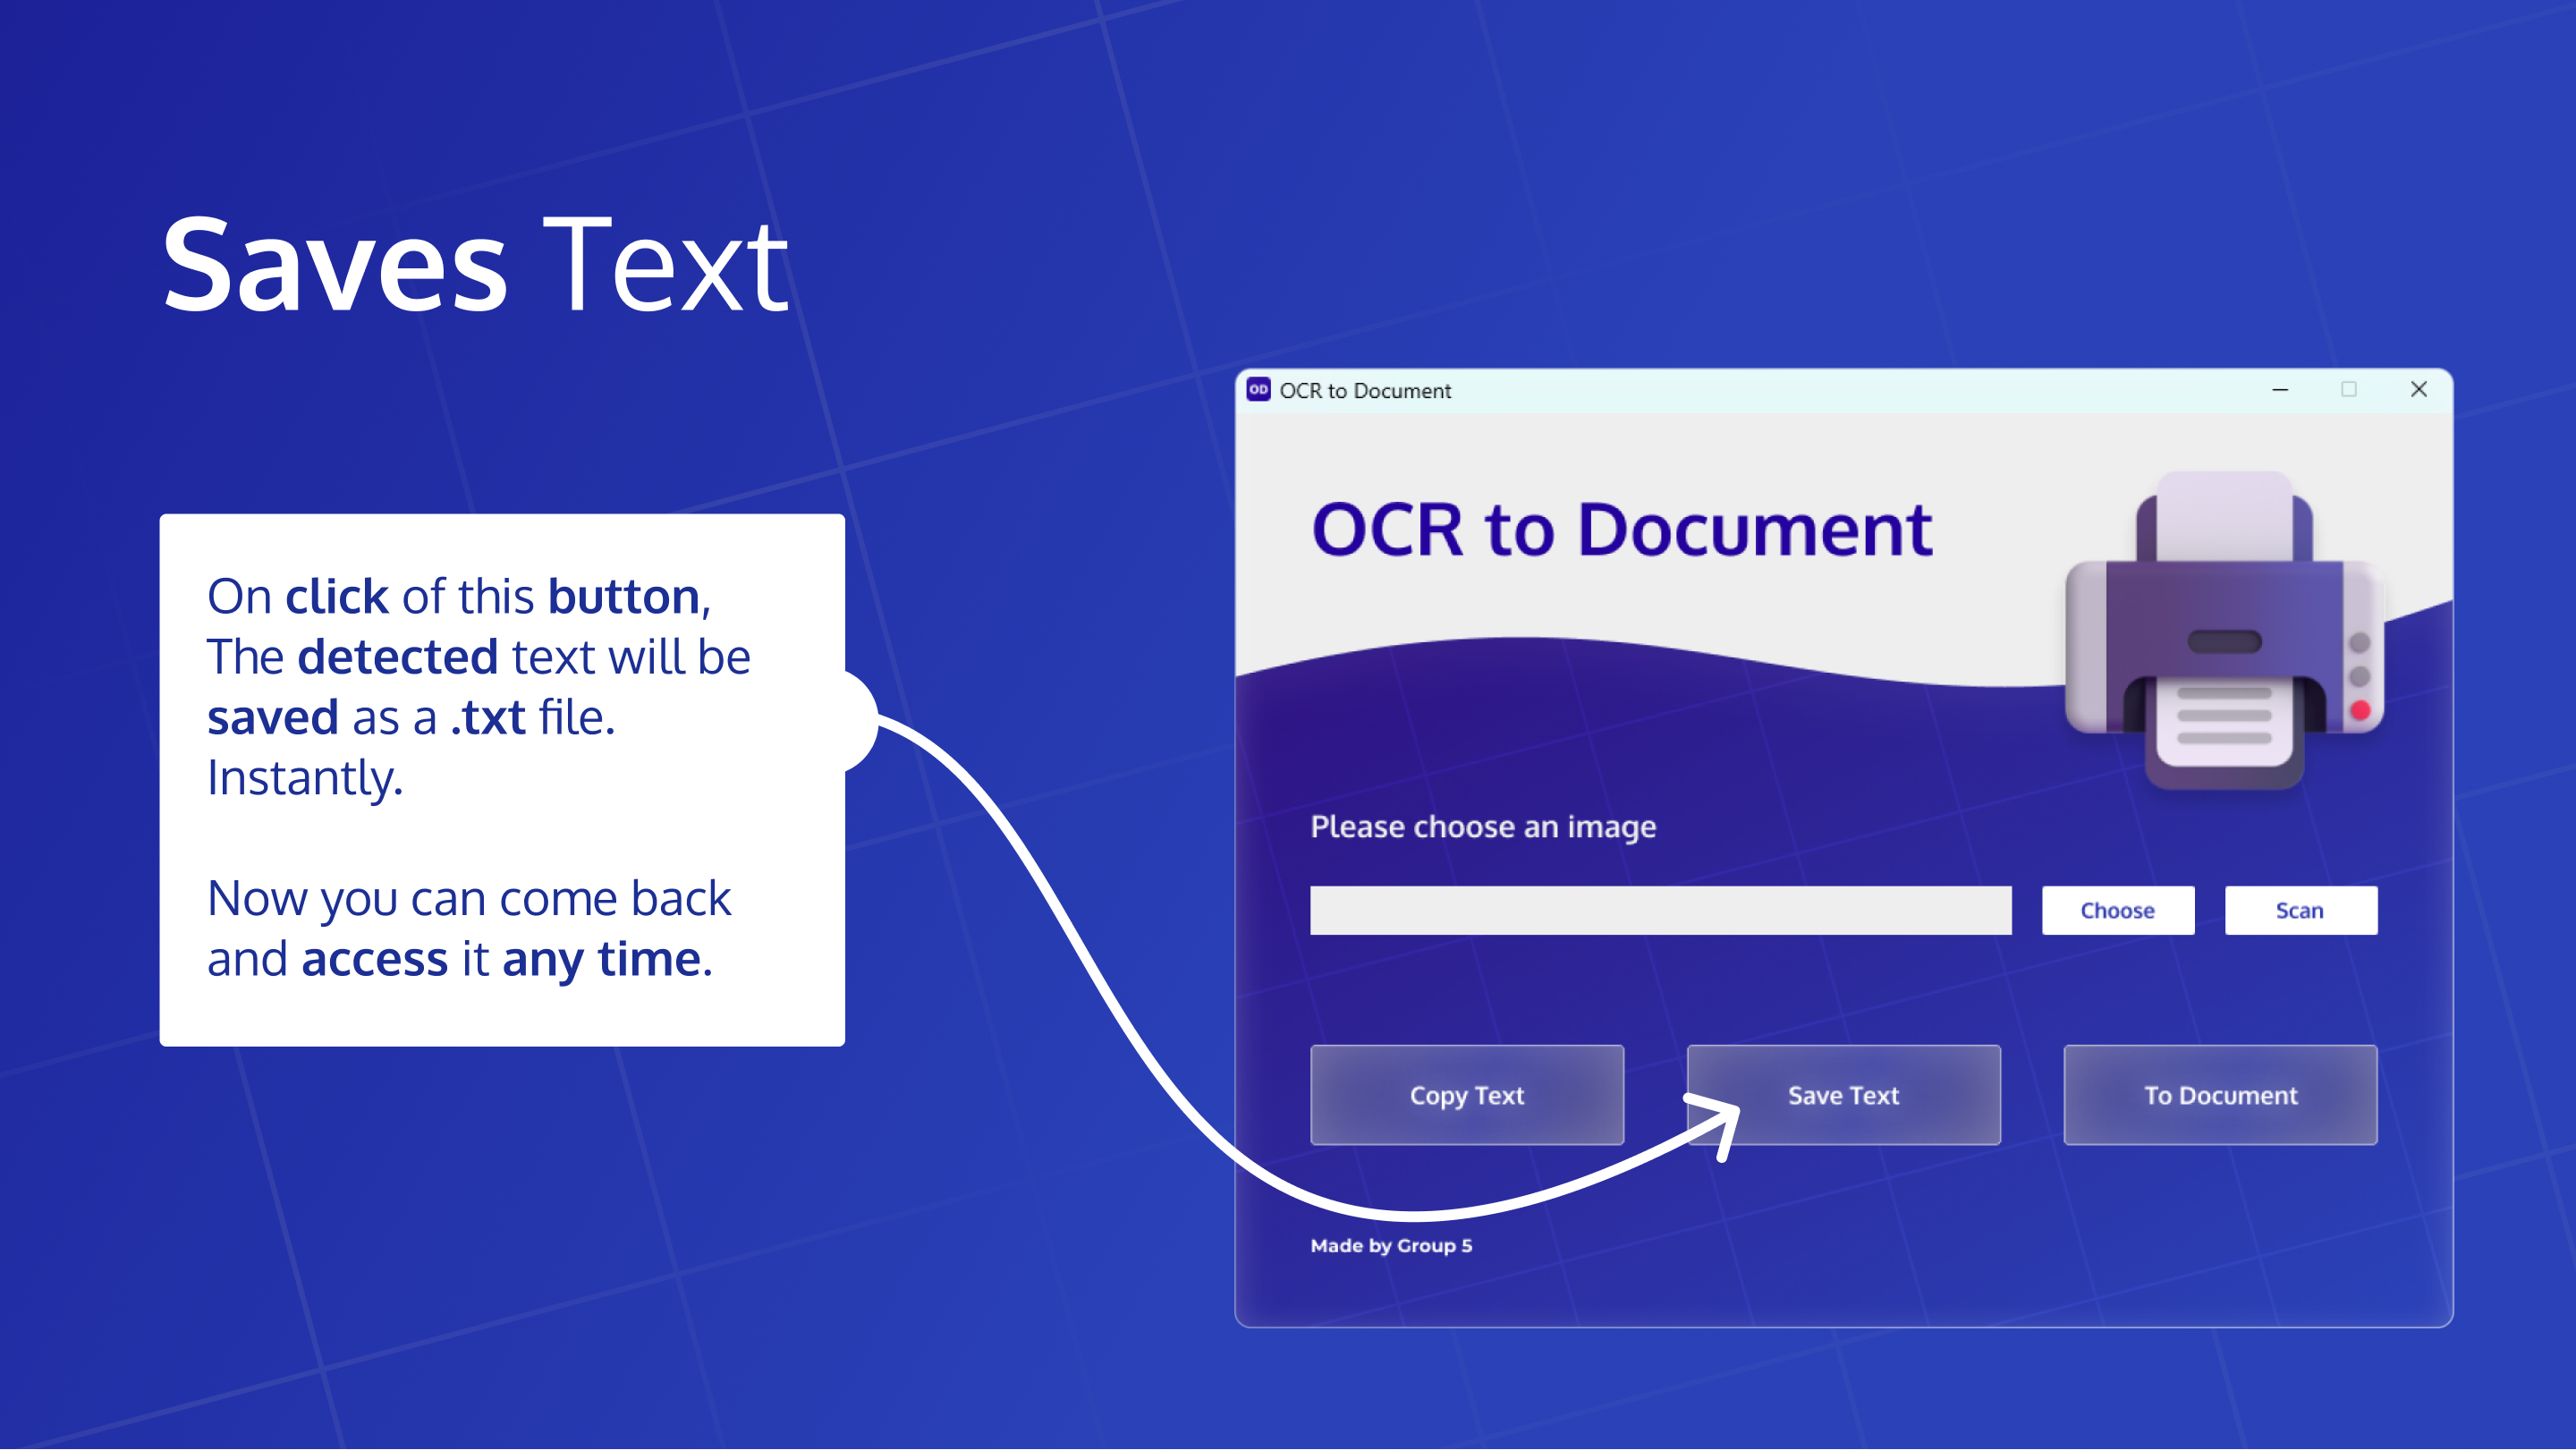 Saves Text
On click of this button,
The detected text will be
saved as a .txt file.
Instantly.
Now you can come back
and access it any time.
OD OCR to Document
OCR to Document
Please choose an image
Choose
Scan
Copy Text
Save Text
To Document
Made by Group 5